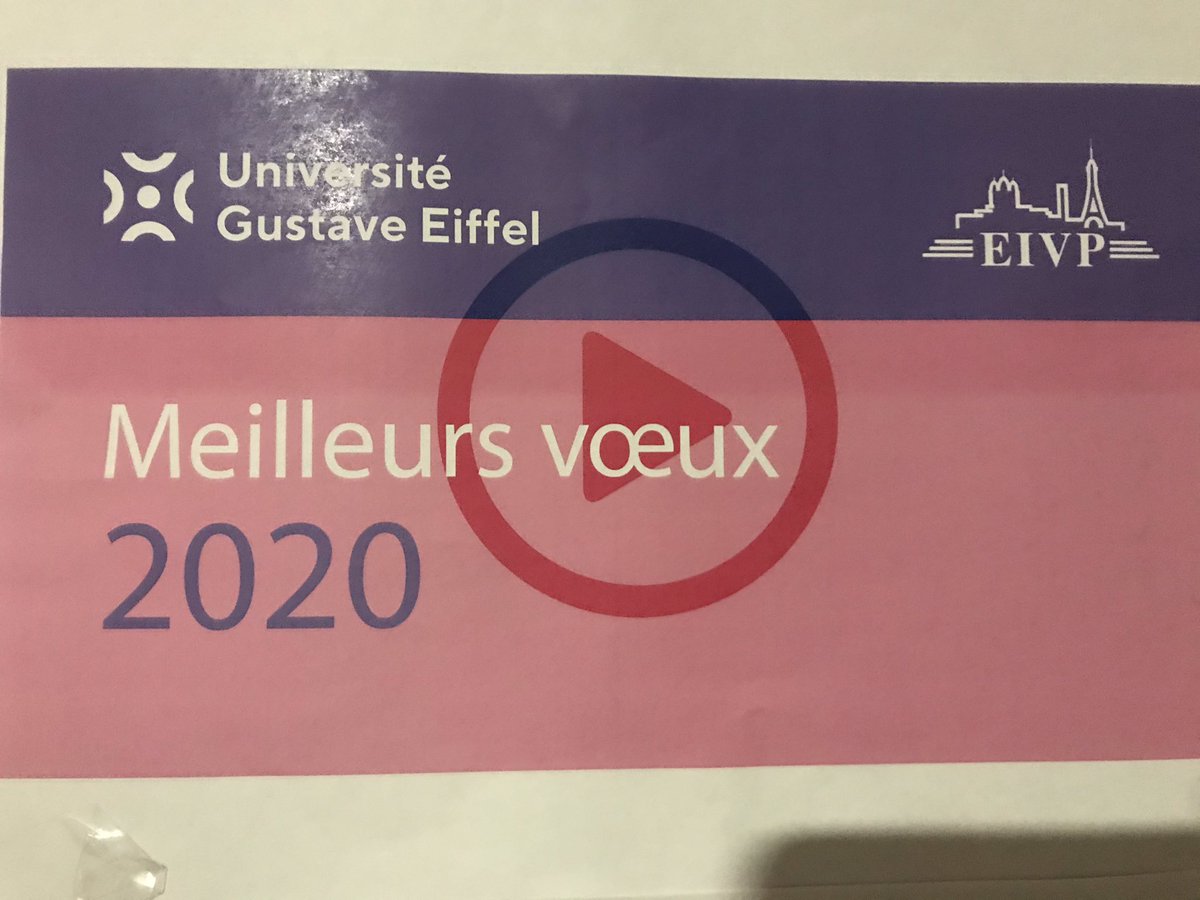 Université
Gustave Eiffel
EIVP
Meilleurs vœux
2020